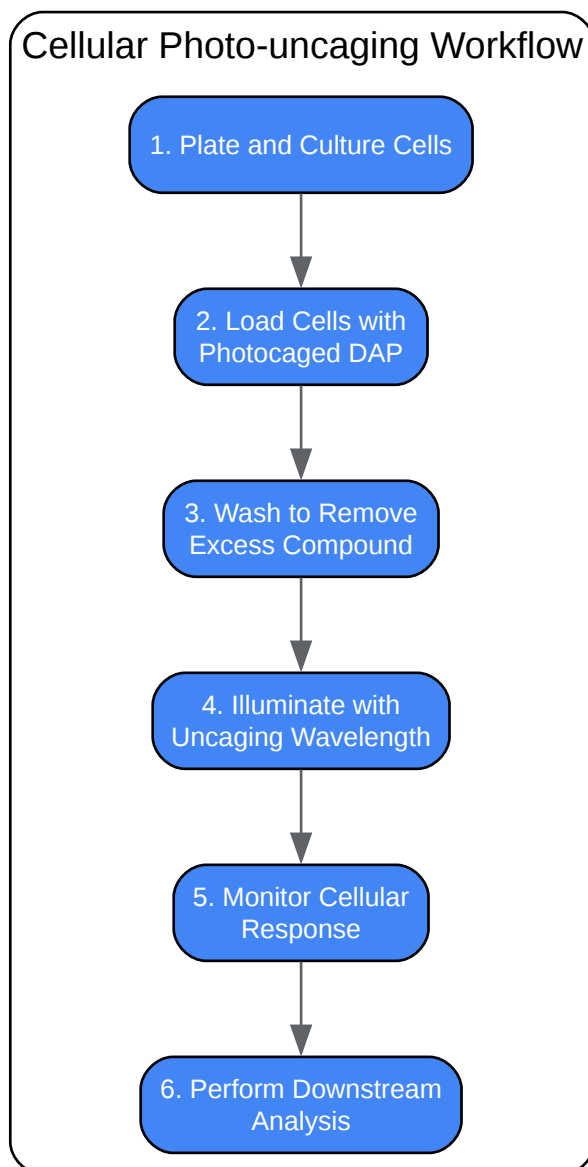 Cellular Photo-uncaging Workflow
1. Plate and Culture Cells
2. Load Cells with
Photocaged DAP
3. Wash to Remove
Excess Compound
4. Illuminate with
Uncaging Wavelength
5. Monitor Cellular
Response
6. Perform Downstream
Analysis